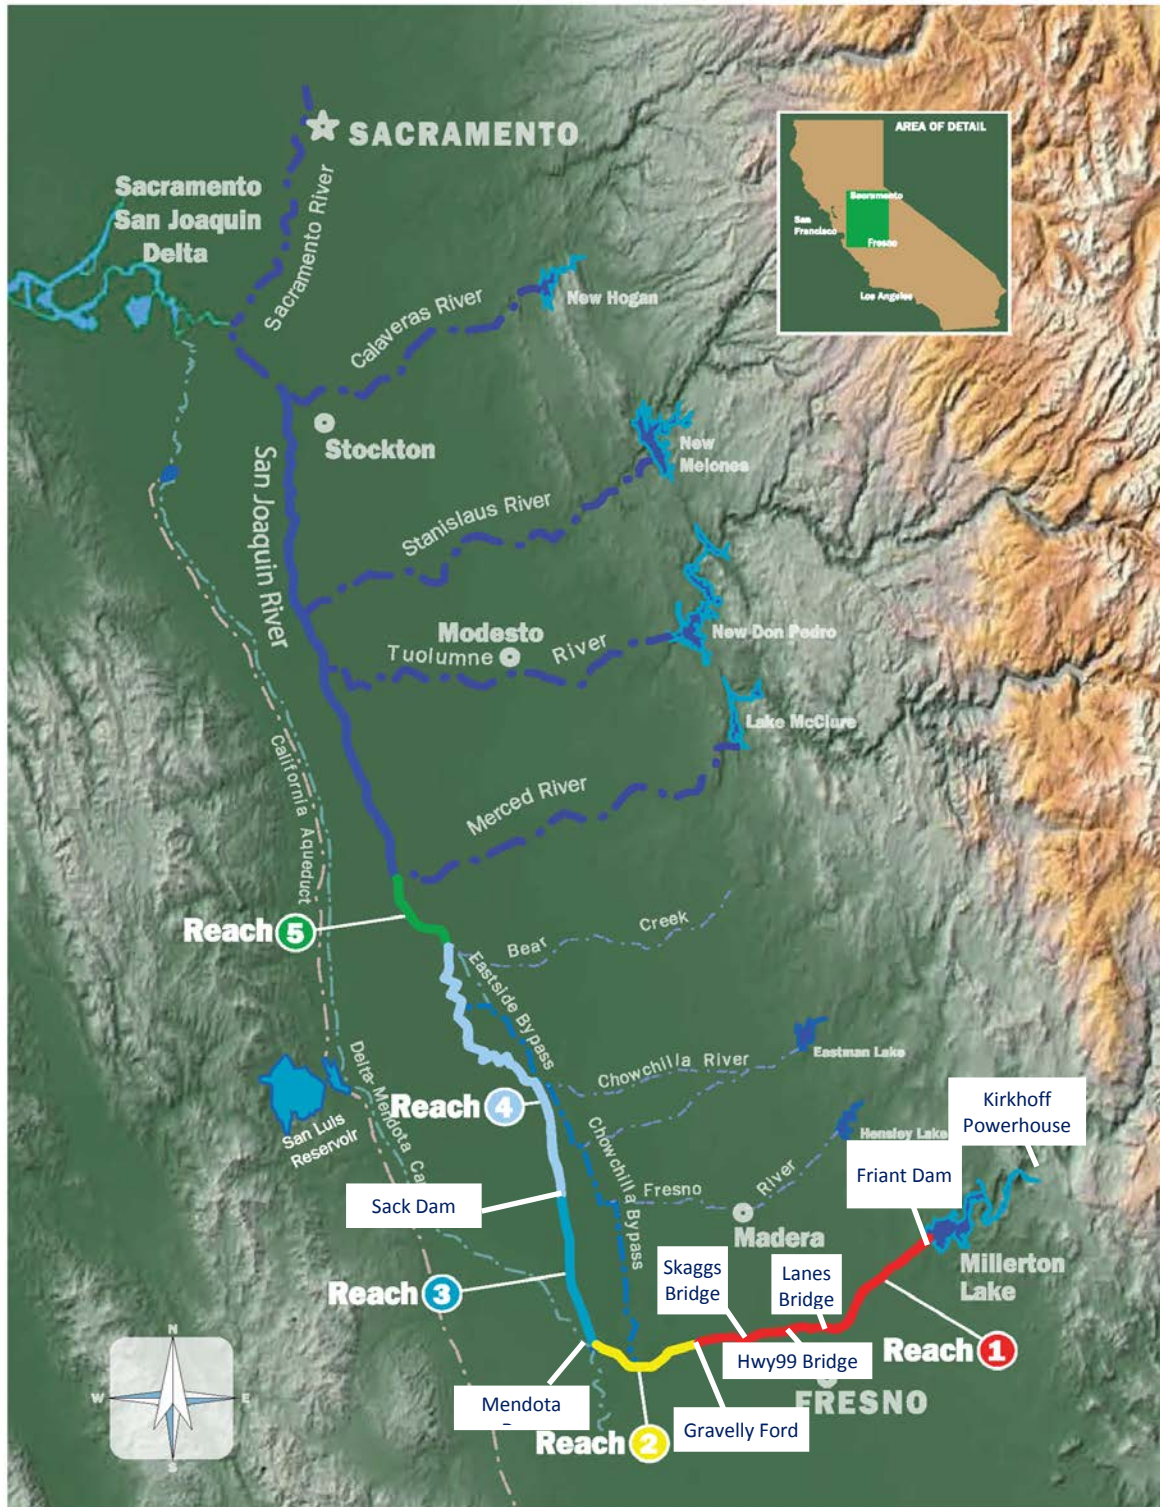 SACRAMENTO
AREA OF DETAIL
Sacramento
San
Francisco
Fresno
Los Angeles
Sacramento
San Joaquin
Delta
Sacramento River
Calaveras River
New Hogan
Stockton
New
Melones
San Joaquin River
Stanislaus River
Modesto
Tuolumne River
New Don Pedro
Lake McClure
California Aqueduct
Merced River
Reach 5
Bear Creek
Eastside Bypass
Chowchilla River
Eastman Lake
Delta-Mendota Ca
San Luis
Reservoir
Reach 4
Kirkhoff
Powerhouse
Hensley Lake
Chowchilla Bypass
Friant Dam
Sack Dam
Fresno River
Madera
Millerton
Lake
Skaggs
Bridge
Lanes
Bridge
Reach 3
Reach 1
Hwy99 Bridge
FRESNO
Mendota
Gravelly Ford
Reach 2
N
W
E
S